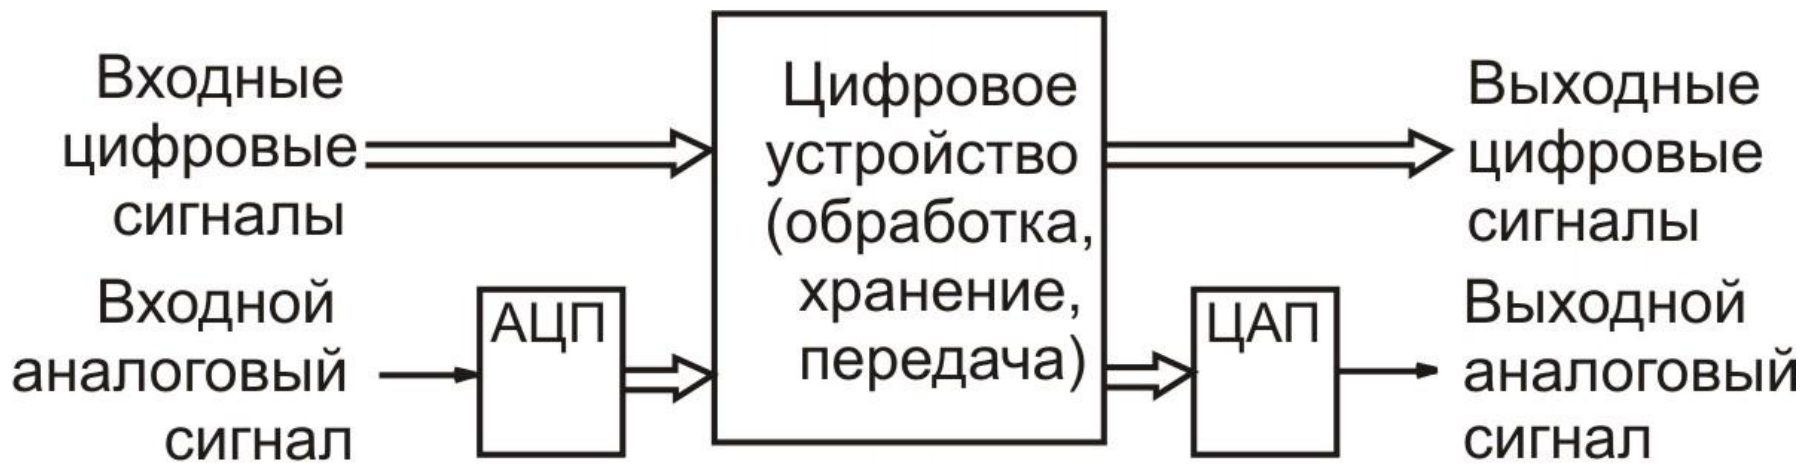 Входные
цифровые
сигналы
Входной
аналоговый
сигнал
АЦП
Цифровое
устройство
(обработка,
хранение,
передача)
ЦАП
Выходные
цифровые
сигналы
Выходной
аналоговый
сигнал